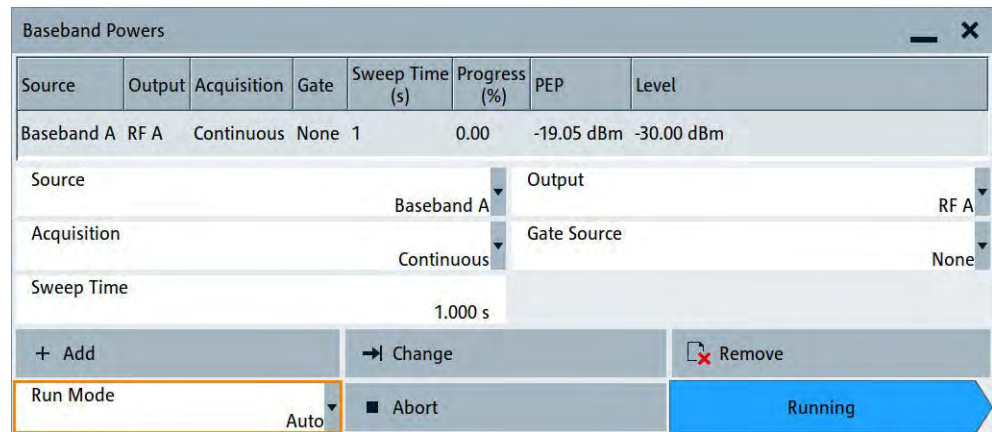 Baseband Powers
Source Output Acquisition Gate Sweep Time (s) Progress (%) PEP Level
Baseband A RF A Continuous None 1 0.00 -19.05 dBm -30.00 dBm
Source Output
Baseband A RF A
Acquisition Gate Source
Continuous None
Sweep Time
1.000 s
+ Add Change Remove
Run Mode
Auto Abort Running